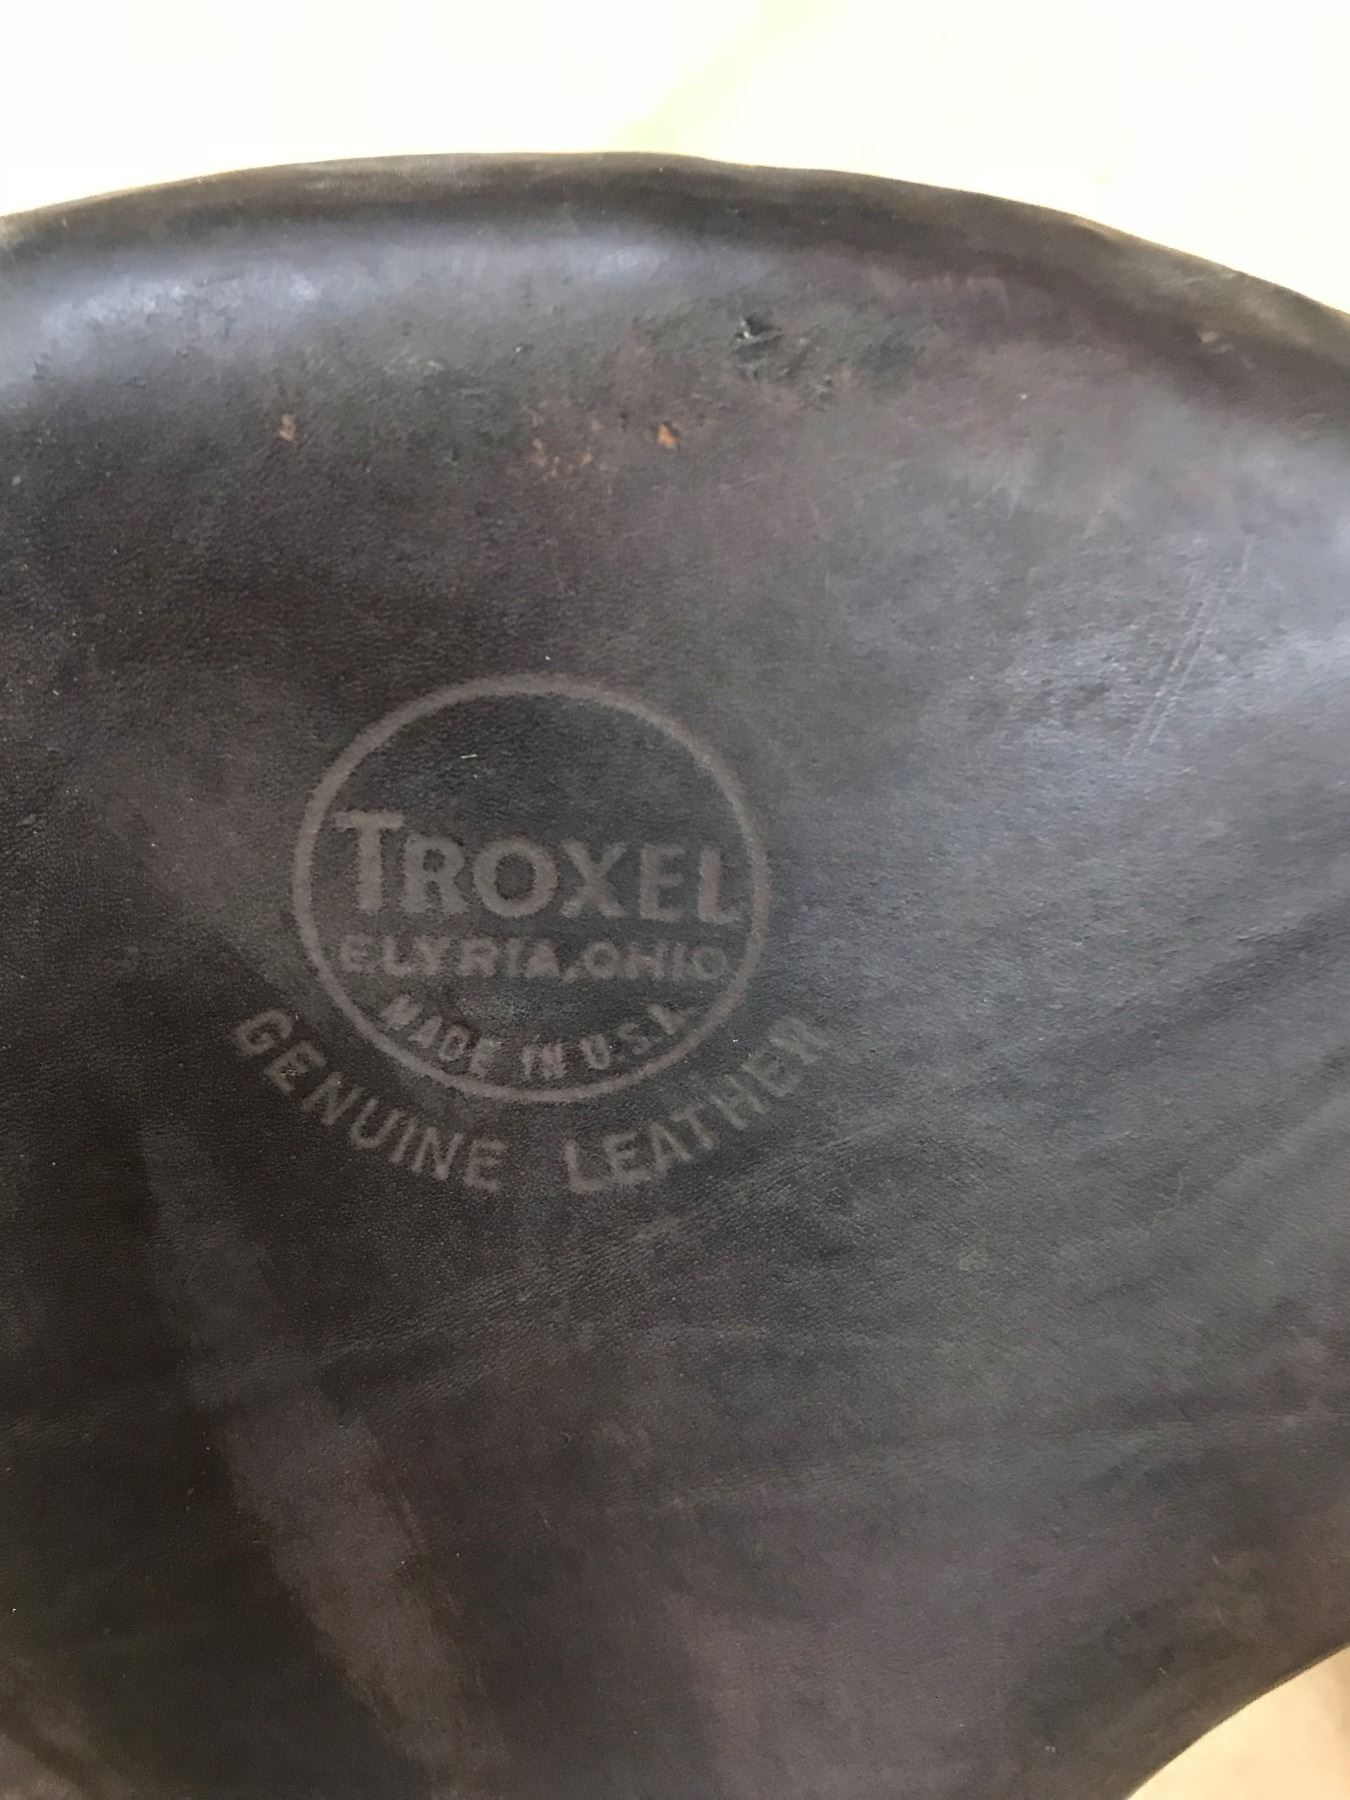 TROXEL
ELYRIA, OHIO
MADE IN U.S.A.
GENUINE LEATHER